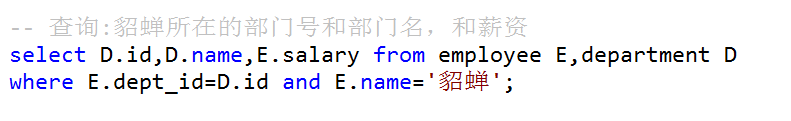 -- 查询:貂蝉所在的部门号和部门名，和薪资
select D.id,D.name,E.salary from employee E,department D
where E.dept_id=D.id and E.name='貂蝉';